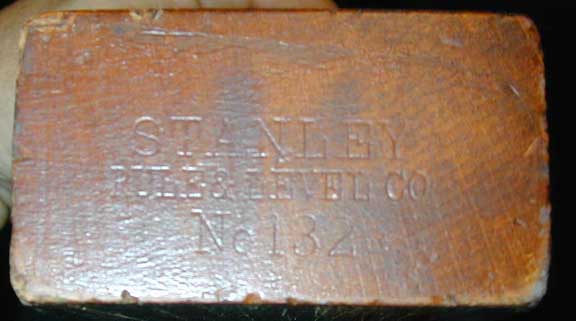 STANLEY
RULE & LEVEL CO
No 132